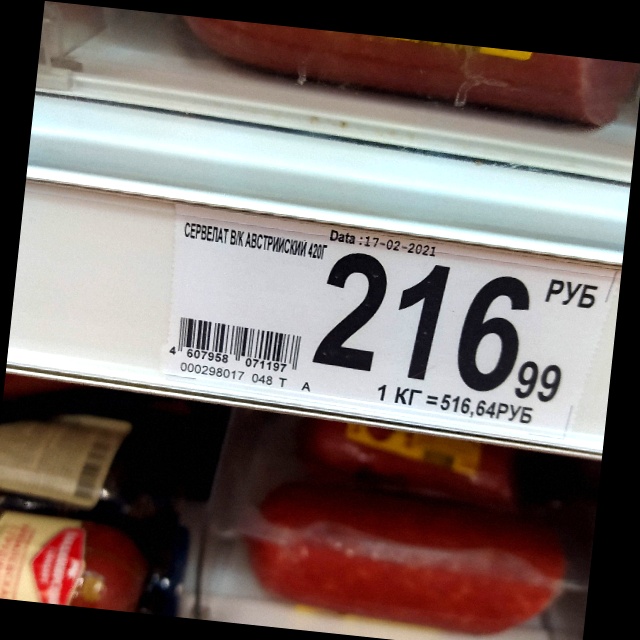 СЕРВЕЛАТ В/К АВСТРИЙСКИЙ 420Г
Data :17-02-2021
216 99
РУБ
4 607958 071197
000298017 048 Т А
1 КГ =516,64РУБ